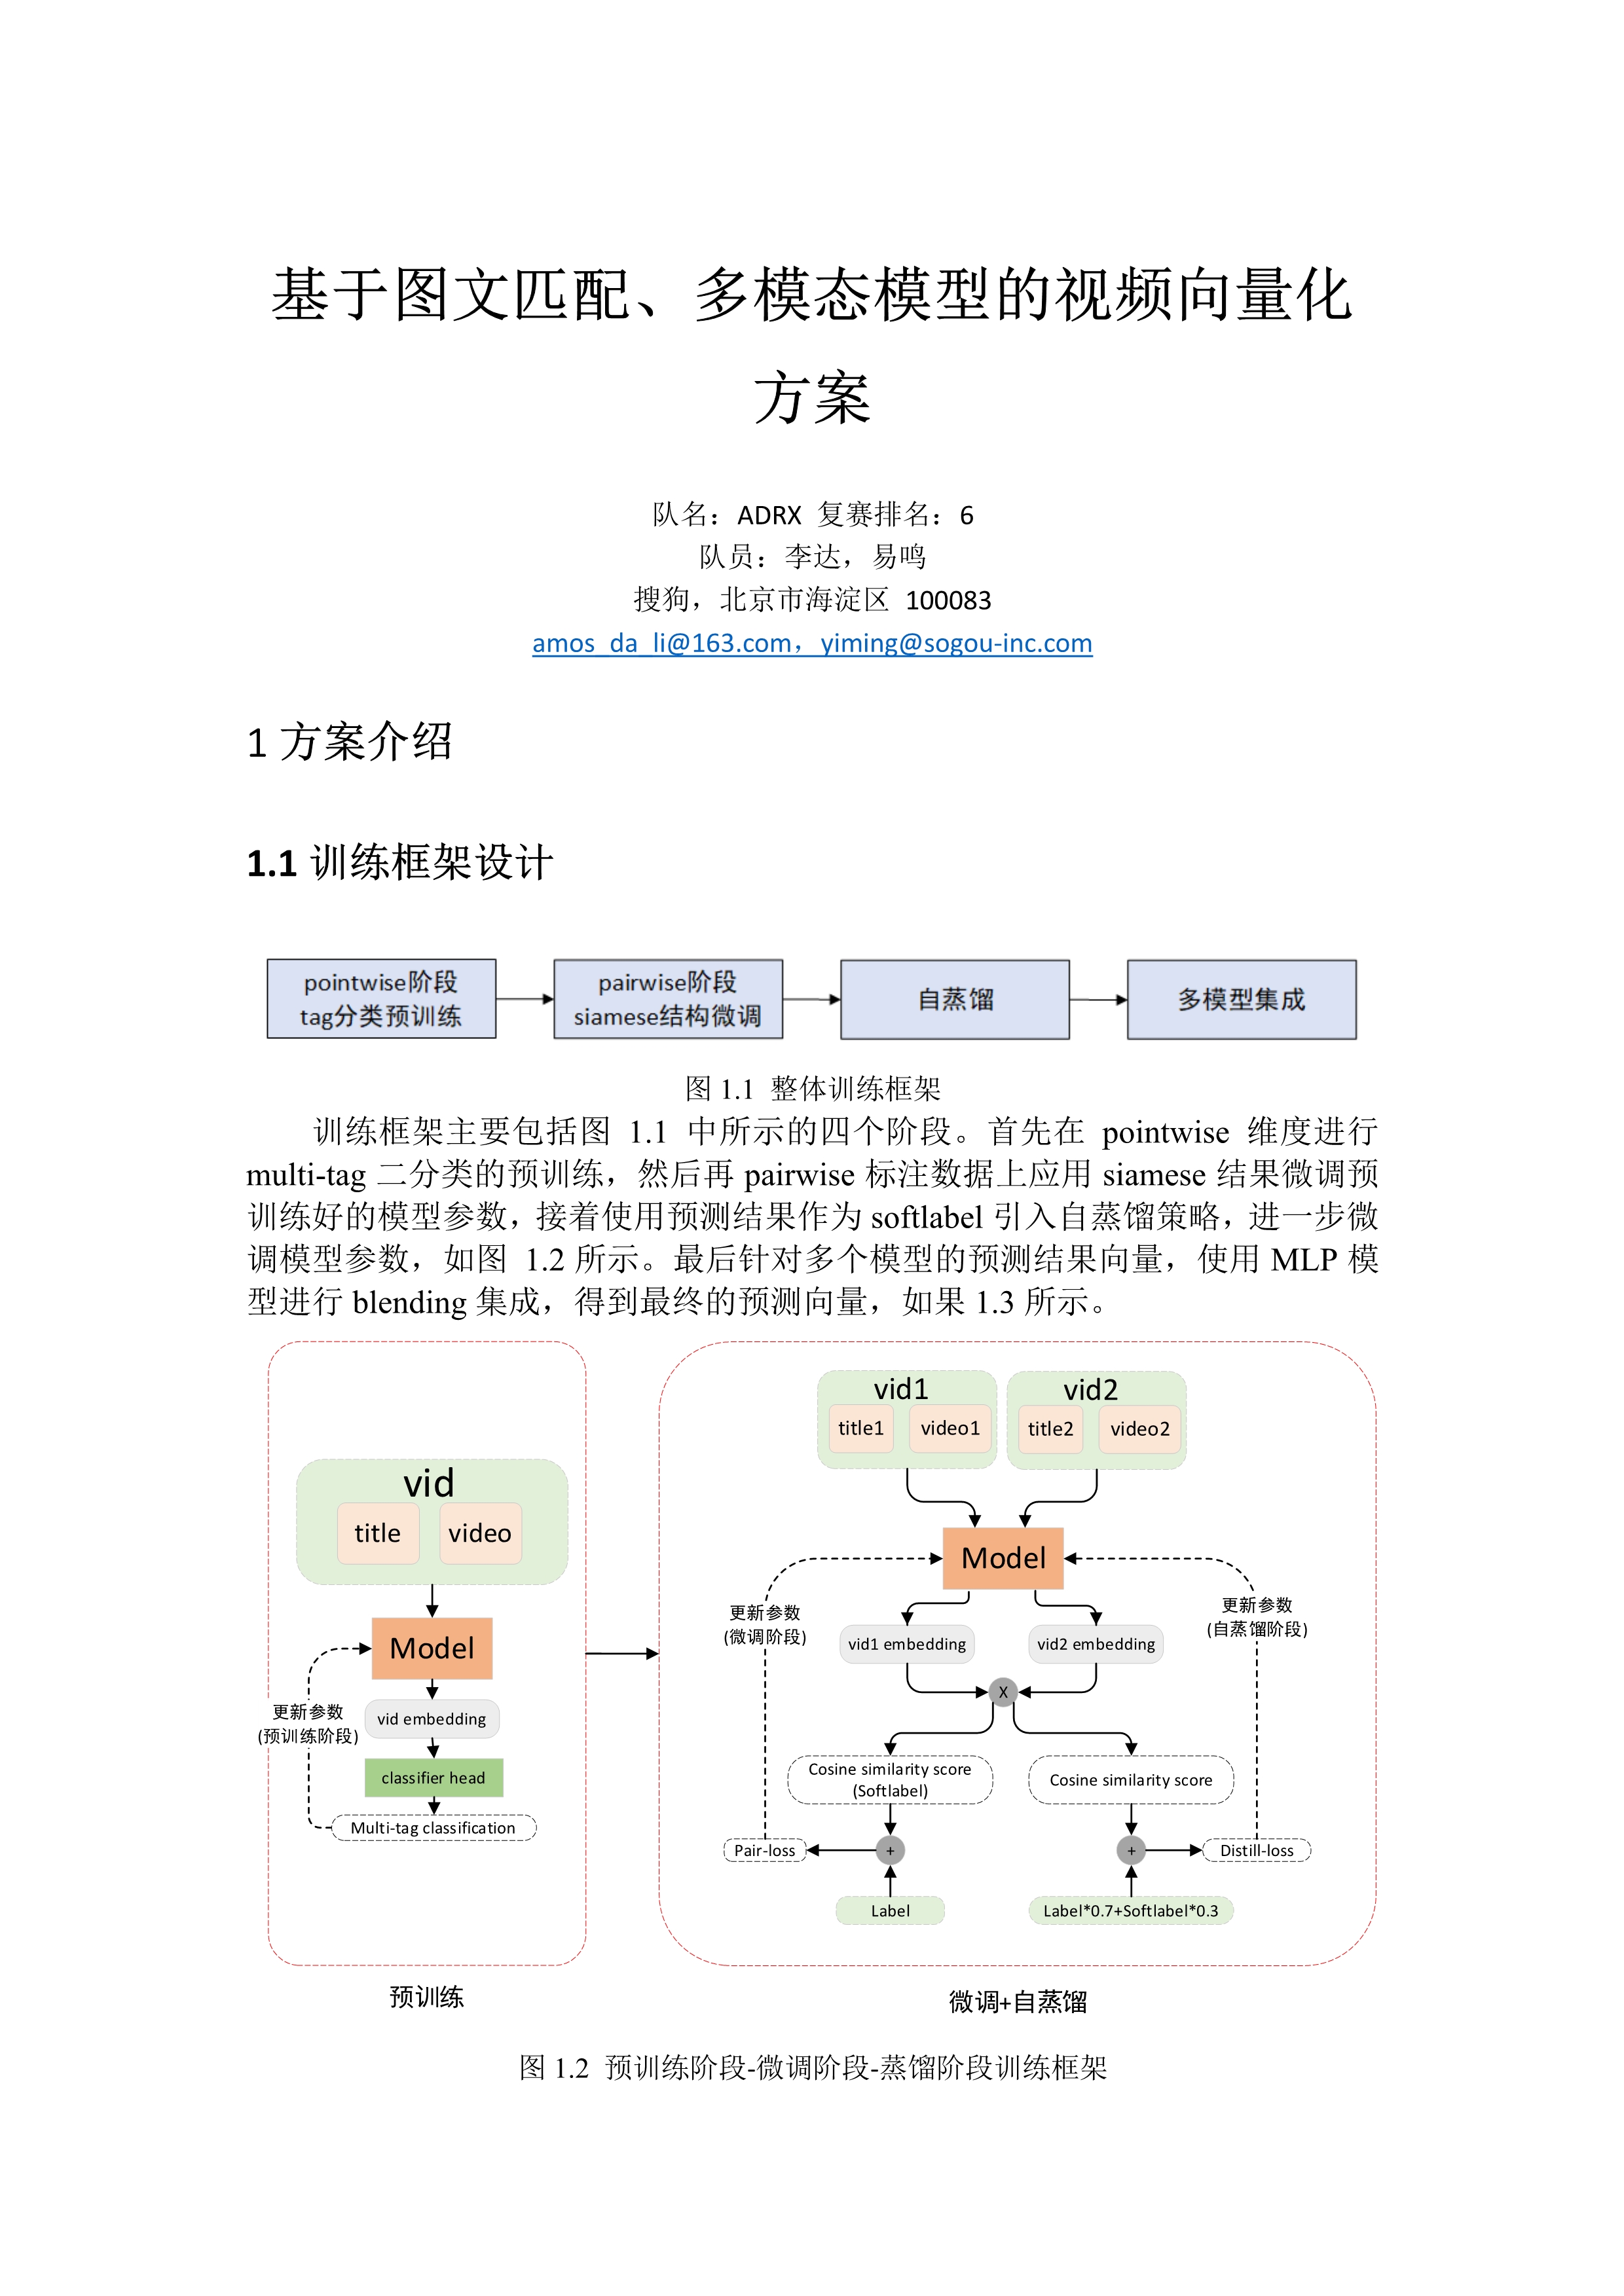 基于图文匹配、多模态模型的视频向量化
方案
队名：ADRX 复赛排名：6
队员：李达，易鸣
搜狗，北京市海淀区 100083
amos_da_li@163.com，yiming@sogou-inc.com
1 方案介绍
1.1 训练框架设计
pointwise阶段
tag分类预训练
pairwise阶段
siamese结构微调
自蒸馏
多模型集成
图 1.1 整体训练框架
训练框架主要包括图 1.1 中所示的四个阶段。首先在 pointwise 维度进行
multi-tag 二分类的预训练，然后再 pairwise 标注数据上应用 siamese 结果微调预
训练好的模型参数，接着使用预测结果作为 softlabel 引入自蒸馏策略，进一步微
调模型参数，如图 1.2 所示。最后针对多个模型的预测结果向量，使用 MLP 模
型进行 blending 集成，得到最终的预测向量，如果 1.3 所示。
vid
title
video
Model
更新参数
(预训练阶段)
vid embedding
classifier head
Multi-tag classification
预训练
vid1
title1
video1
vid2
title2
video2
Model
更新参数
(微调阶段)
更新参数
(自蒸馏阶段)
vid1 embedding
vid2 embedding
X
Cosine similarity score
(Softlabel)
Cosine similarity score
Pair-loss
+
+
Distill-loss
Label
Label*0.7+Softlabel*0.3
微调+自蒸馏
图 1.2 预训练阶段-微调阶段-蒸馏阶段训练框架